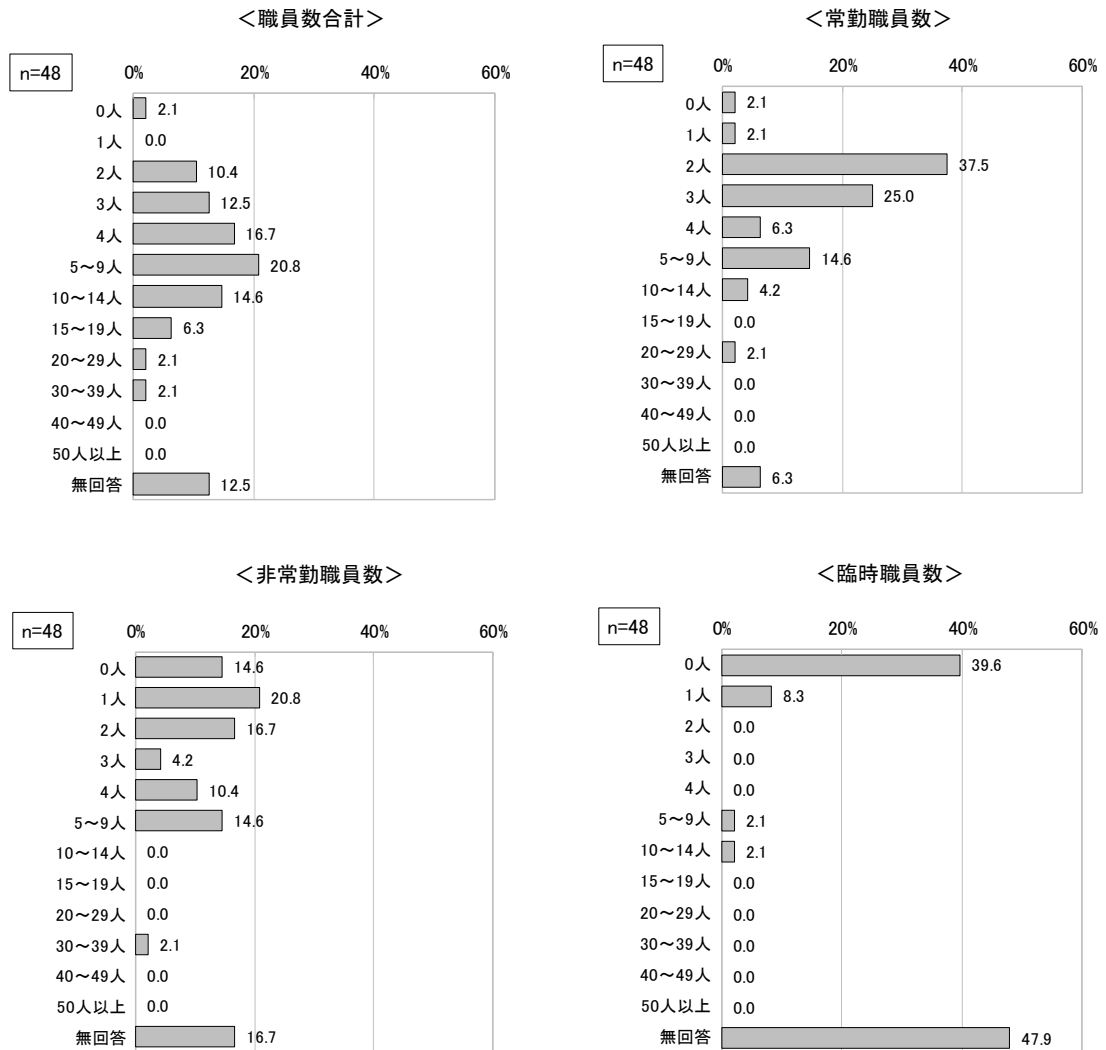 ＜職員数合計＞
n=48
0% 20% 40% 60%
0人 2.1
1人 0.0
2人 10.4
3人 12.5
4人 16.7
5～9人 20.8
10～14人 14.6
15～19人 6.3
20～29人 2.1
30～39人 2.1
40～49人 0.0
50人以上 0.0
無回答 12.5
＜常勤職員数＞
n=48
0% 20% 40% 60%
0人 2.1
1人 2.1
2人 37.5
3人 25.0
4人 6.3
5～9人 14.6
10～14人 4.2
15～19人 0.0
20～29人 2.1
30～39人 0.0
40～49人 0.0
50人以上 0.0
無回答 6.3
＜非常勤職員数＞
n=48
0% 20% 40% 60%
0人 14.6
1人 20.8
2人 16.7
3人 4.2
4人 10.4
5～9人 14.6
10～14人 0.0
15～19人 0.0
20～29人 0.0
30～39人 2.1
40～49人 0.0
50人以上 0.0
無回答 16.7
＜臨時職員数＞
n=48
0% 20% 40% 60%
0人 39.6
1人 8.3
2人 0.0
3人 0.0
4人 0.0
5～9人 2.1
10～14人 2.1
15～19人 0.0
20～29人 0.0
30～39人 0.0
40～49人 0.0
50人以上 0.0
無回答 47.9